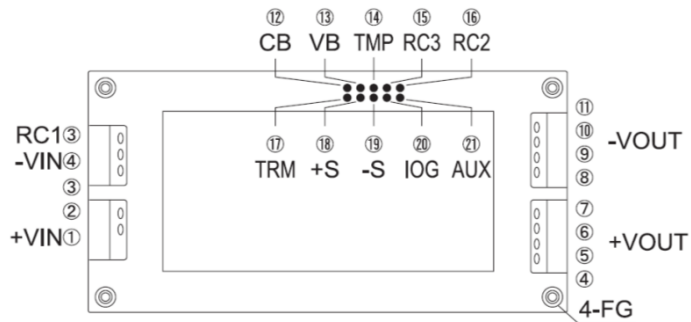 ⑫ ⑬ ⑭ ⑮ ⑯
CB VB TMP RC3 RC2
⑪
RC1③ ⑩ -VOUT
-VIN④ ⑨
③ ⑧
⑰ ⑱ ⑲ ⑳ ㉑
TRM +S -S IOG AUX
② ⑦
+VIN① ⑥ +VOUT
⑤
④
4-FG